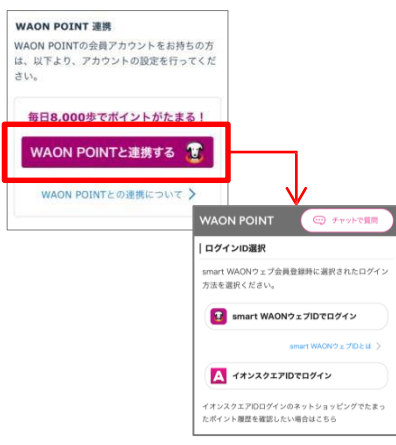 WAON POINT 連携
WAON POINTの会員アカウントをお持ちの方
は、以下より、アカウントの設定を行ってくだ
さい。
毎日8,000歩でポイントがたまる！
WAON POINTと連携する
WAON POINTとの連携について
WAON POINT
チャットで質問
ログインID選択
smart WAONウェブ会員登録時に選択されたログイン
方法を選択ください。
smart WAONウェブIDでログイン
smart WAONウェブIDとは
イオンスクエアIDでログイン
イオンスクエアIDログインのネットショッピングでたまっ
たポイント履歴を確認したい場合はこちら